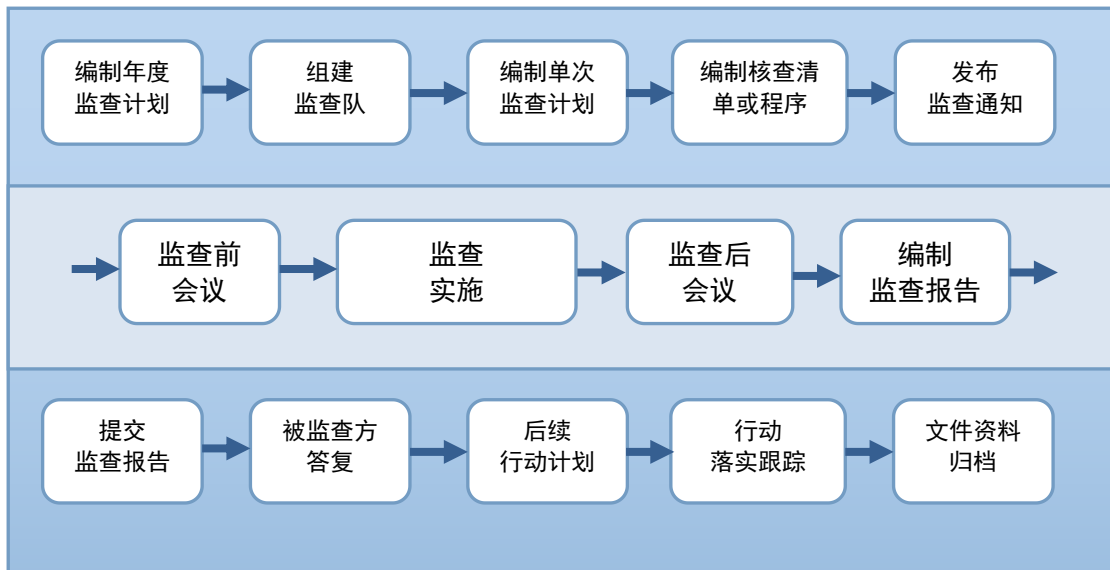 编制年度
监查计划
组建
监查队
编制单次
监查计划
编制核查清
单或程序
发布
监查通知
监查前
会议
监查
实施
监查后
会议
编制
监查报告
提交
监查报告
被监查方
答复
后续
行动计划
行动
落实跟踪
文件资料
归档